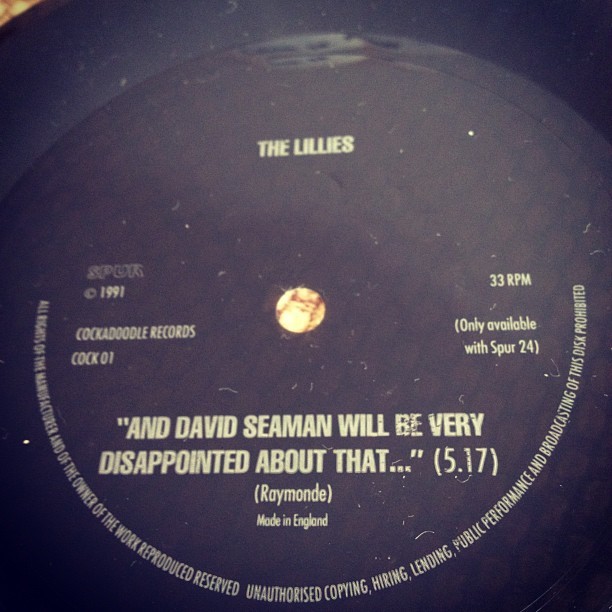 THE LILLIES
SPUR
© 1991
33 RPM
COCKADOODLE RECORDS
COCK 01
(Only available
with Spur 24)
"AND DAVID SEAMAN WILL BE VERY
DISAPPOINTED ABOUT THAT..." (5.17)
(Raymonde)
Made in England
ALL RIGHTS OF THE MANUFACTURER AND OF THE OWNER OF THE WORK REPRODUCED RESERVED UNAUTHORISED COPYING, HIRING, LENDING, PUBLIC PERFORMANCE AND BROADCASTING OF THIS DISK PROHIBITED